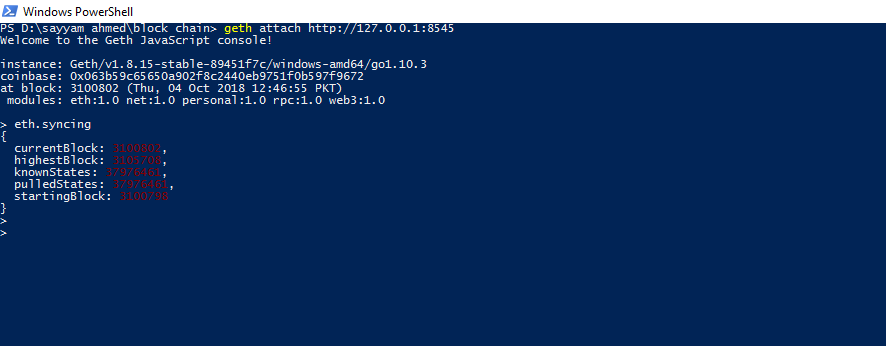 Windows PowerShell
PS D:\sayyam ahmed\block chain> geth attach http://127.0.0.1:8545
Welcome to the Geth JavaScript console!
instance: Geth/v1.8.15-stable-89451f7c/windows-amd64/go1.10.3
coinbase: 0x063b59c65650a902f8c2440eb9751f0b597f9672
at block: 3100802 (Thu, 04 Oct 2018 12:46:55 PKT)
 modules: eth:1.0 net:1.0 personal:1.0 rpc:1.0 web3:1.0
> eth.syncing
{
  currentBlock: 3100802,
  highestBlock: 3105708,
  knownStates: 37976461,
  pulledStates: 37976461,
  startingBlock: 3100798
}
>
>